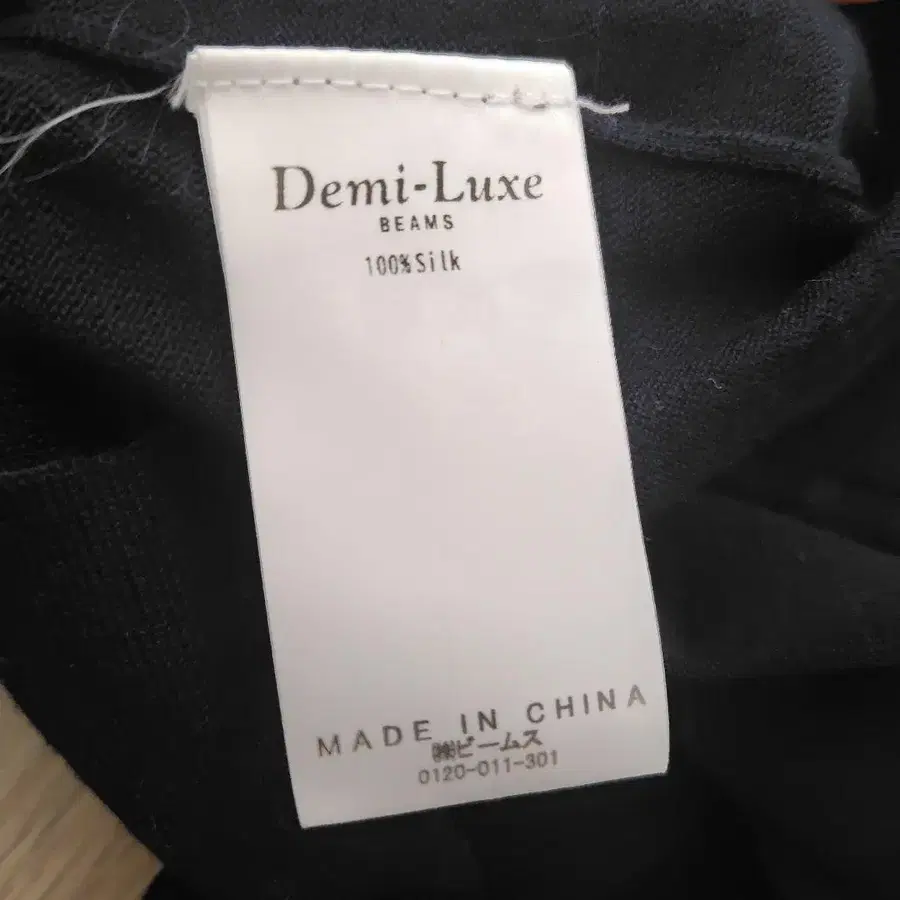 Demi-Luxe
BEAMS
100%Silk
MADE IN CHINA
㈱ビームス
0120-011-301